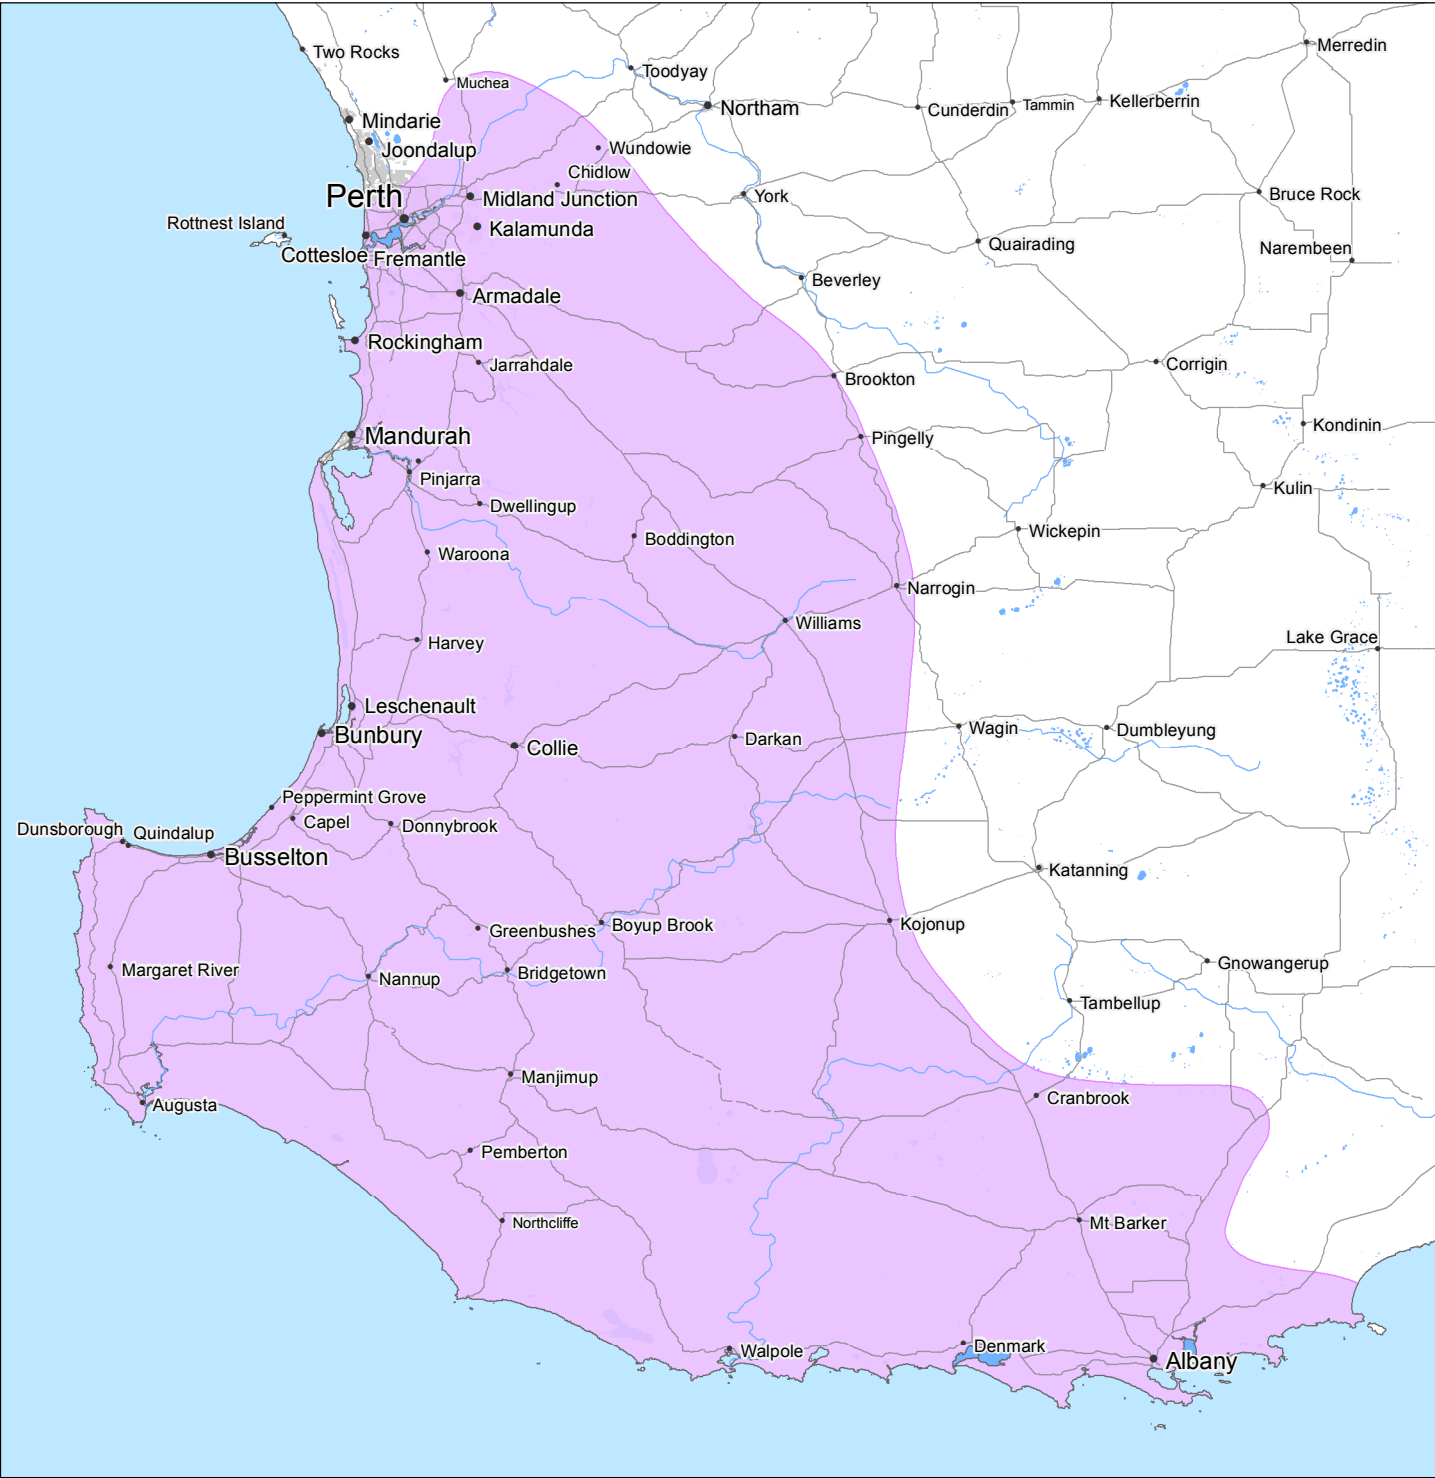 Two Rocks
Merredin
Toodyay
Muchea
Northam
Cunderdin
Tammin
Kellerberrin
Mindarie
Joondalup
Wundowie
Chidlow
Perth
Midland Junction
York
Bruce Rock
Rottnest Island
Kalamunda
Quairading
Narembeen
Cottesloe
Fremantle
Beverley
Armadale
Rockingham
Jarrahdale
Corrigin
Brookton
Kondinin
Mandurah
Pingelly
Pinjarra
Kulin
Dwellingup
Wickepin
Boddington
Waroona
Narrogin
Williams
Lake Grace
Harvey
Leschenault
Bunbury
Wagin
Dumbleyung
Collie
Darkan
Peppermint Grove
Capel
Donnybrook
Dunsborough
Quindalup
Busselton
Katanning
Greenbushes
Boyup Brook
Kojonup
Margaret River
Nannup
Bridgetown
Gnowangerup
Tambellup
Manjimup
Augusta
Cranbrook
Pemberton
Northcliffe
Mt Barker
Walpole
Denmark
Albany